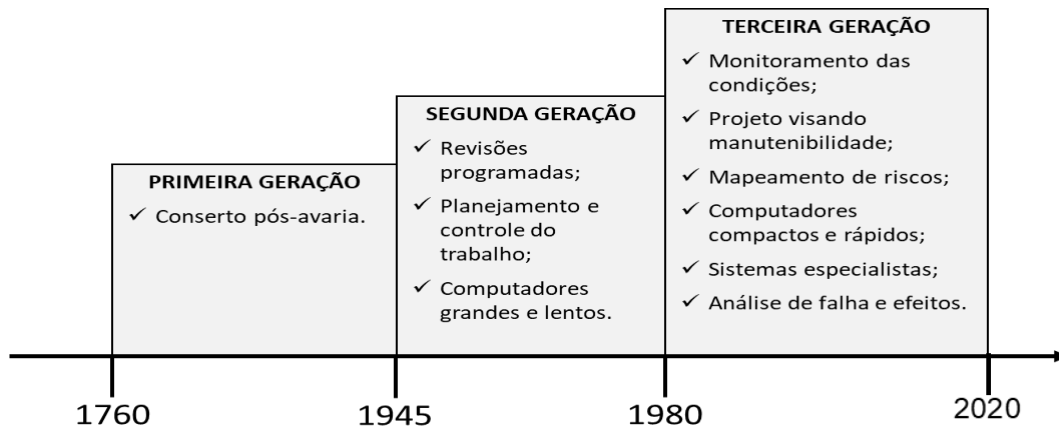 PRIMEIRA GERAÇÃO
✓ Conserto pós-avaria.
SEGUNDA GERAÇÃO
✓ Revisões
programadas;
✓ Planejamento e
controle do
trabalho;
✓ Computadores
grandes e lentos.
TERCEIRA GERAÇÃO
✓ Monitoramento das
condições;
✓ Projeto visando
manutenibilidade;
✓ Mapeamento de riscos;
✓ Computadores
compactos e rápidos;
✓ Sistemas especialistas;
✓ Análise de falha e efeitos.
1760
1945
1980
2020